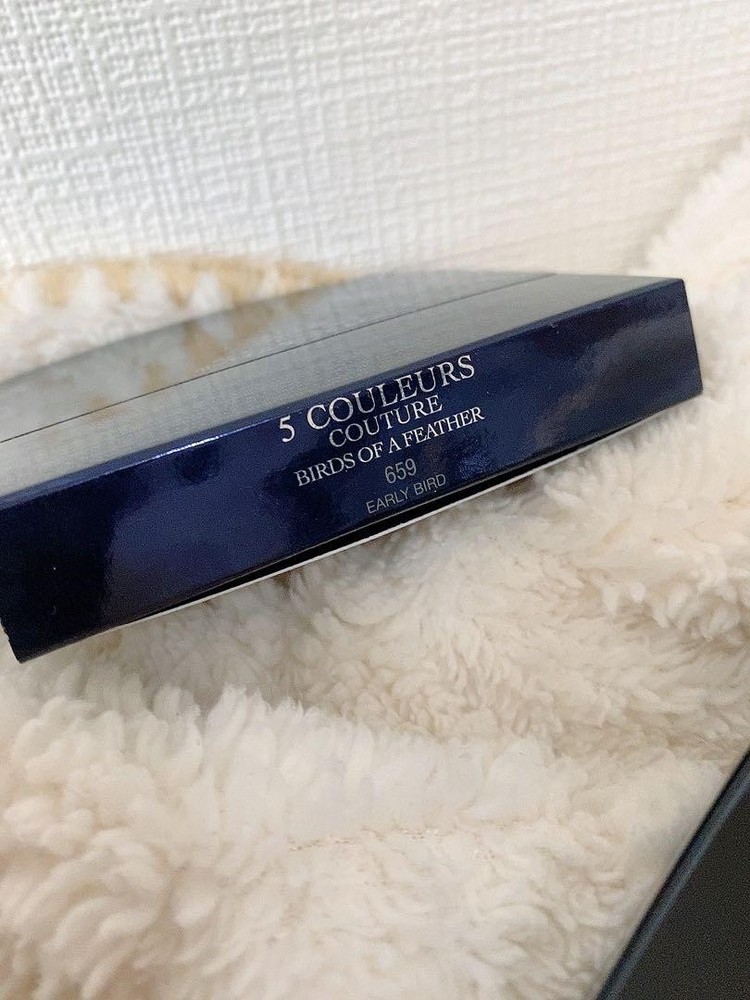 5 COULEURS
COUTURE
BIRDS OF A FEATHER
659
EARLY BIRD